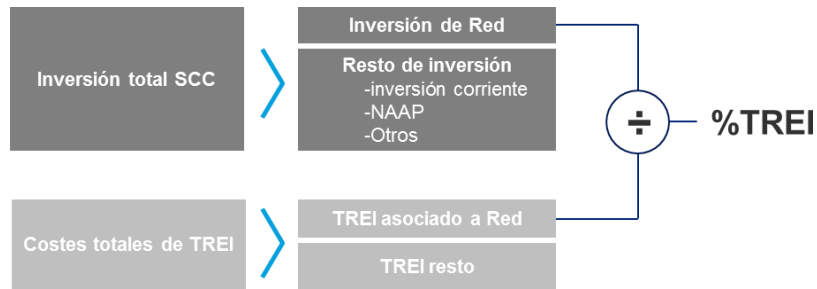 Inversión total SCC
Inversión de Red
Resto de inversión
-inversión corriente
-NAAP
-Otros
÷
%TREI
Costes totales de TREI
TREI asociado a Red
TREI resto